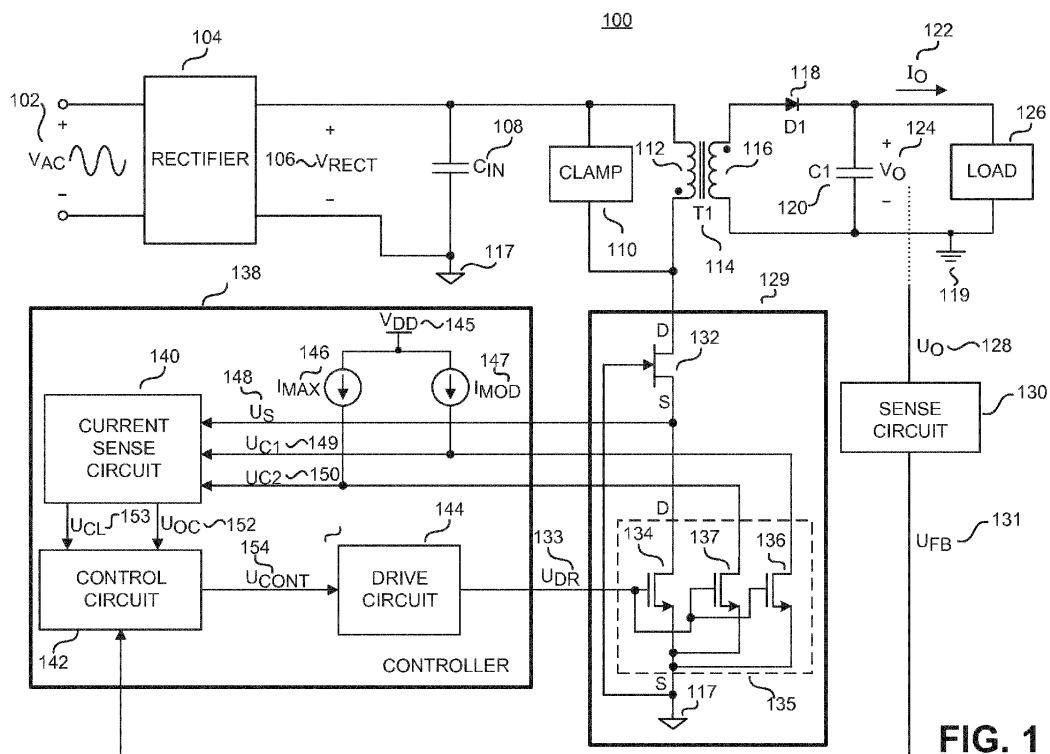 100
104
102
+
VAC
−
RECTIFIER
106
+
VRECT
−
108
CIN
117
CLAMP
110
112
116
T1
114
118
D1
122
IO
+
124
VO
−
C1
120
126
LOAD
119
138
VDD 145
146
IMAX
147
IMOD
140
CURRENT
SENSE
CIRCUIT
148
US
UC1 149
UC2 150
UCL 153
UOC 152
CONTROL
CIRCUIT
142
154
UCONT
144
DRIVE
CIRCUIT
CONTROLLER
133
UDR
129
D
132
S
D
134
137
136
S
117
135
UO 128
SENSE
CIRCUIT
130
131
UFB
FIG. 1